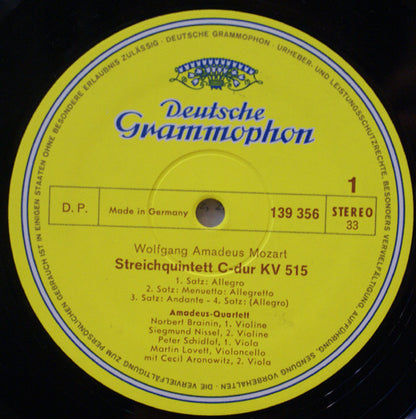 Deutsche
Grammophon
1
D. P.
Made in Germany
139 356
STEREO
33
Wolfgang Amadeus Mozart
Streichquintett C-dur KV 515
1. Satz: Allegro
2. Satz: Menuetto: Allegretto
3. Satz: Andante - 4. Satz: (Allegro)
Amadeus-Quartett
Norbert Brainin, 1. Violine
Siegmund Nissel, 2. Violine
Peter Schidlof, 1. Viola
Martin Lovett, Violoncello
mit Cecil Aronowitz, 2. Viola
DEUTSCHE GRAMMOPHON · URHEBER- UND LEISTUNGSSCHUTZRECHTE, BESONDERS VERVIELFÄLTIGUNG, AUFFÜHRUNG, SENDUNG VORBEHALTEN · DIE VERVIELFÄLTIGUNG ZUM PERSÖNLICHEN GEBRAUCH IST IN EINIGEN STAATEN OHNE BESONDERE ERLAUBNIS ZULÄSSIG ·